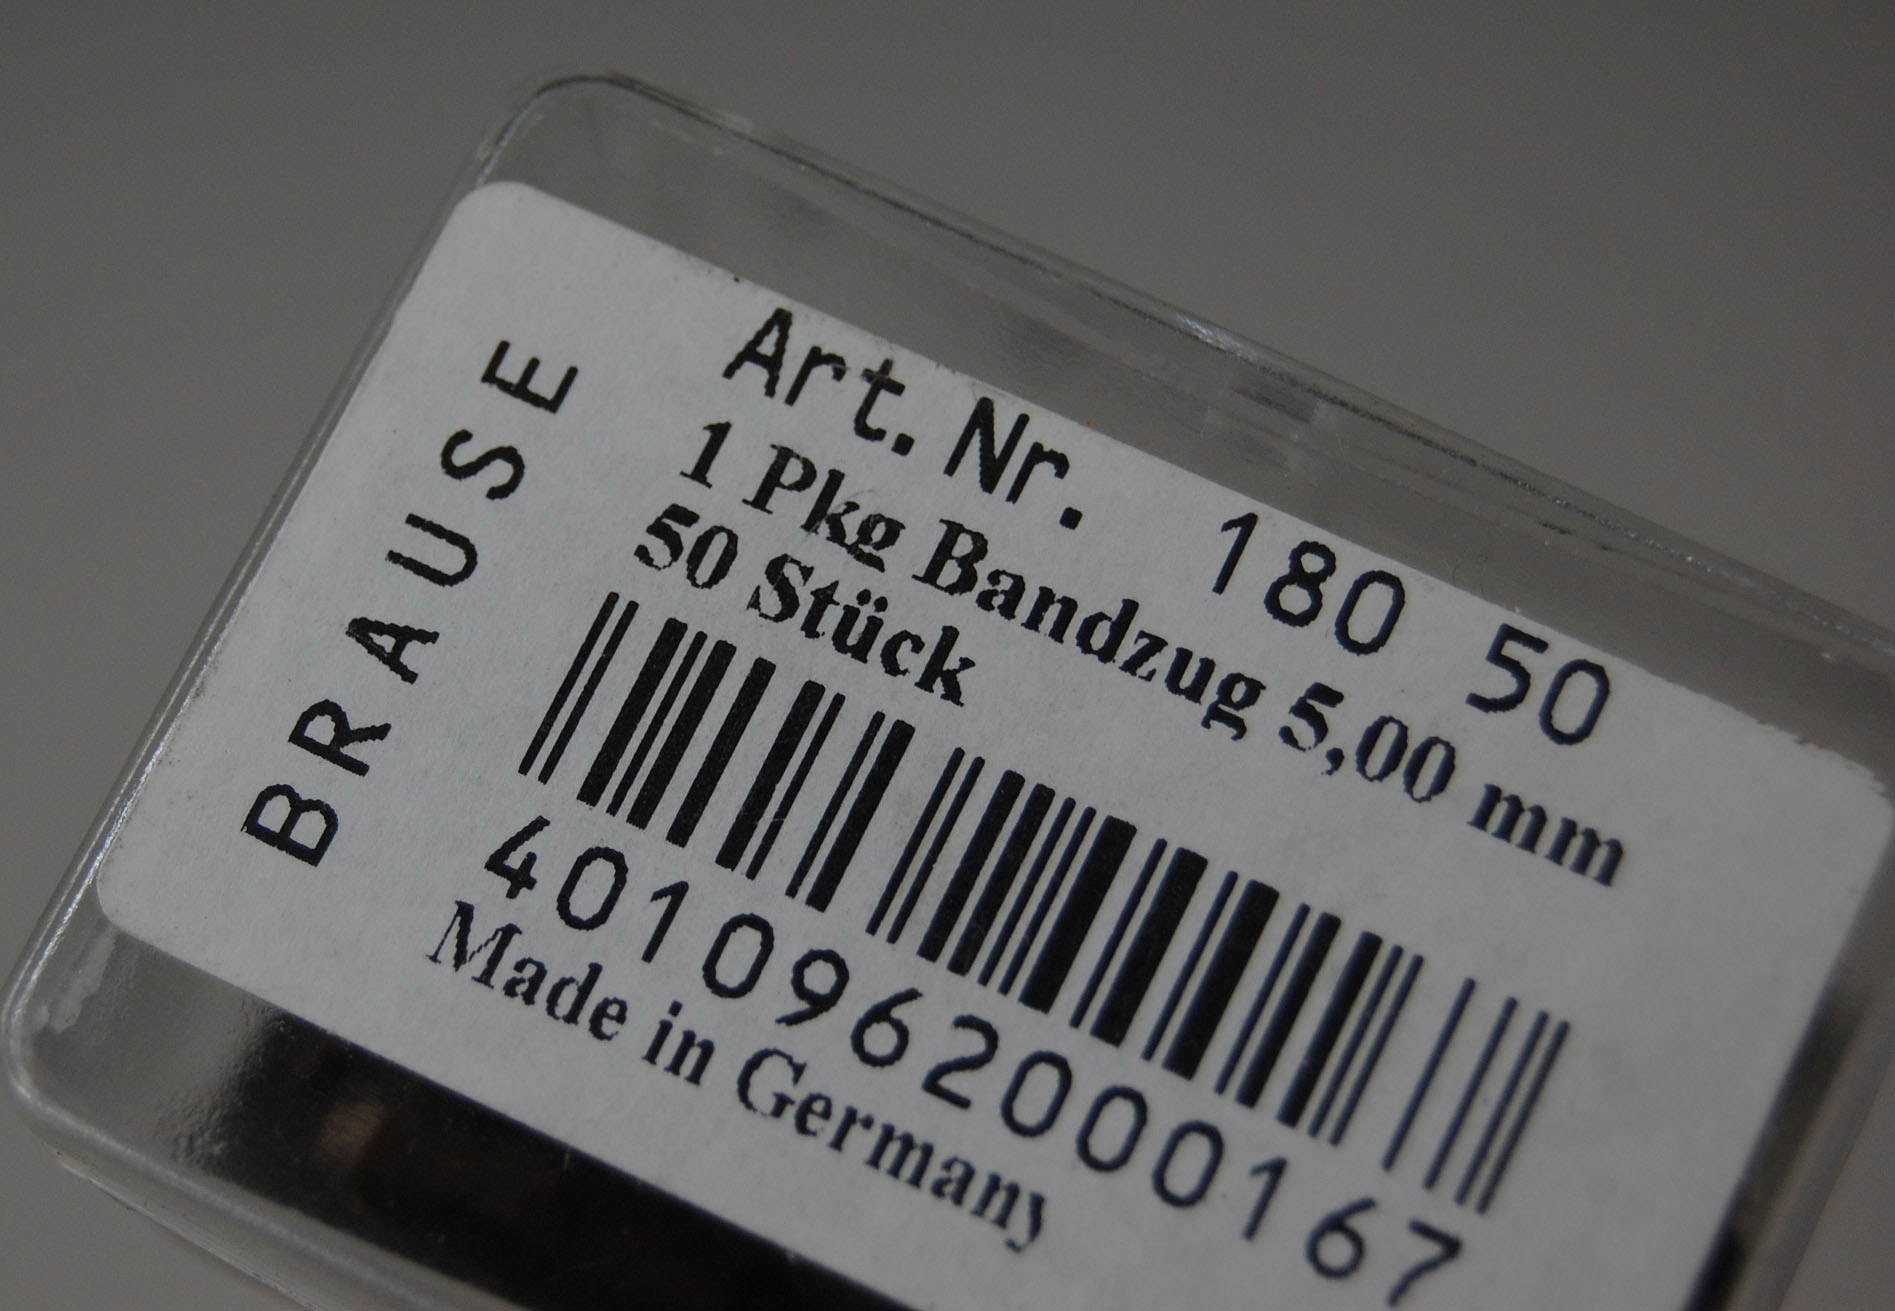 BRAUSE
Art. Nr. 180 50
1 Pkg Bandzug 5,00 mm
50 Stück
4010962000167
Made in Germany